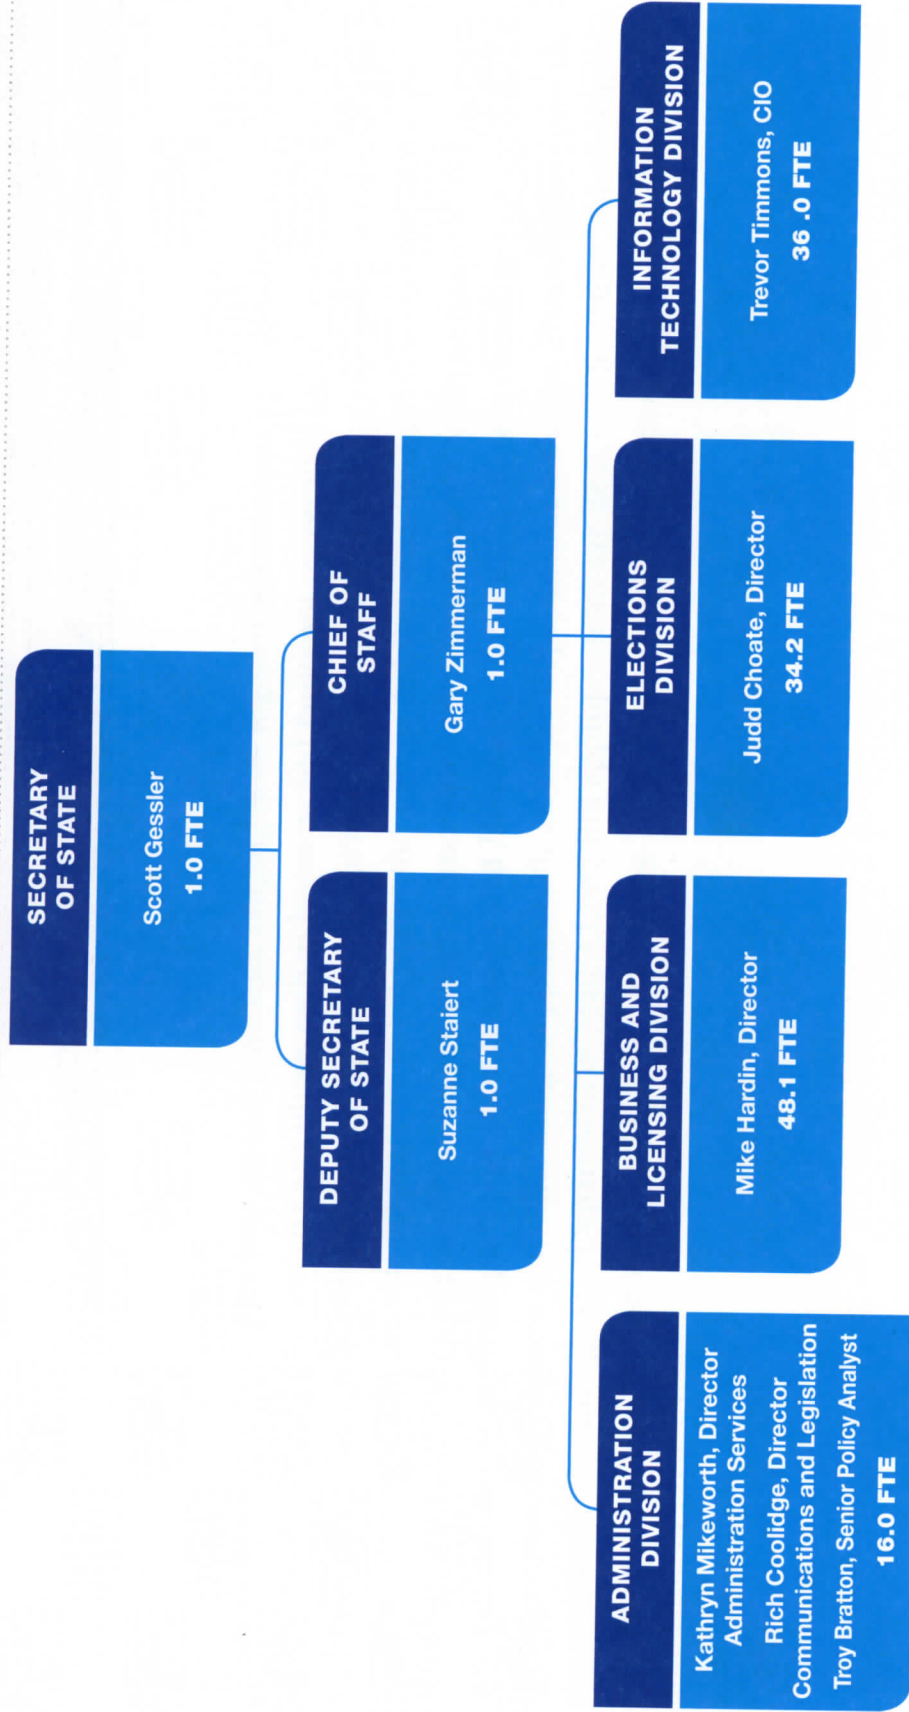 SECRETARY
OF STATE
Scott Gessler
1.0 FTE
DEPUTY SECRETARY
OF STATE
Suzanne Staiert
1.0 FTE
CHIEF OF
STAFF
Gary Zimmerman
1.0 FTE
ADMINISTRATION
DIVISION
Kathryn Mikeworth, Director
Administration Services
Rich Coolidge, Director
Communications and Legislation
Troy Bratton, Senior Policy Analyst
16.0 FTE
BUSINESS AND
LICENSING DIVISION
Mike Hardin, Director
48.1 FTE
ELECTIONS
DIVISION
Judd Choate, Director
34.2 FTE
INFORMATION
TECHNOLOGY DIVISION
Trevor Timmons, CIO
36 .0 FTE